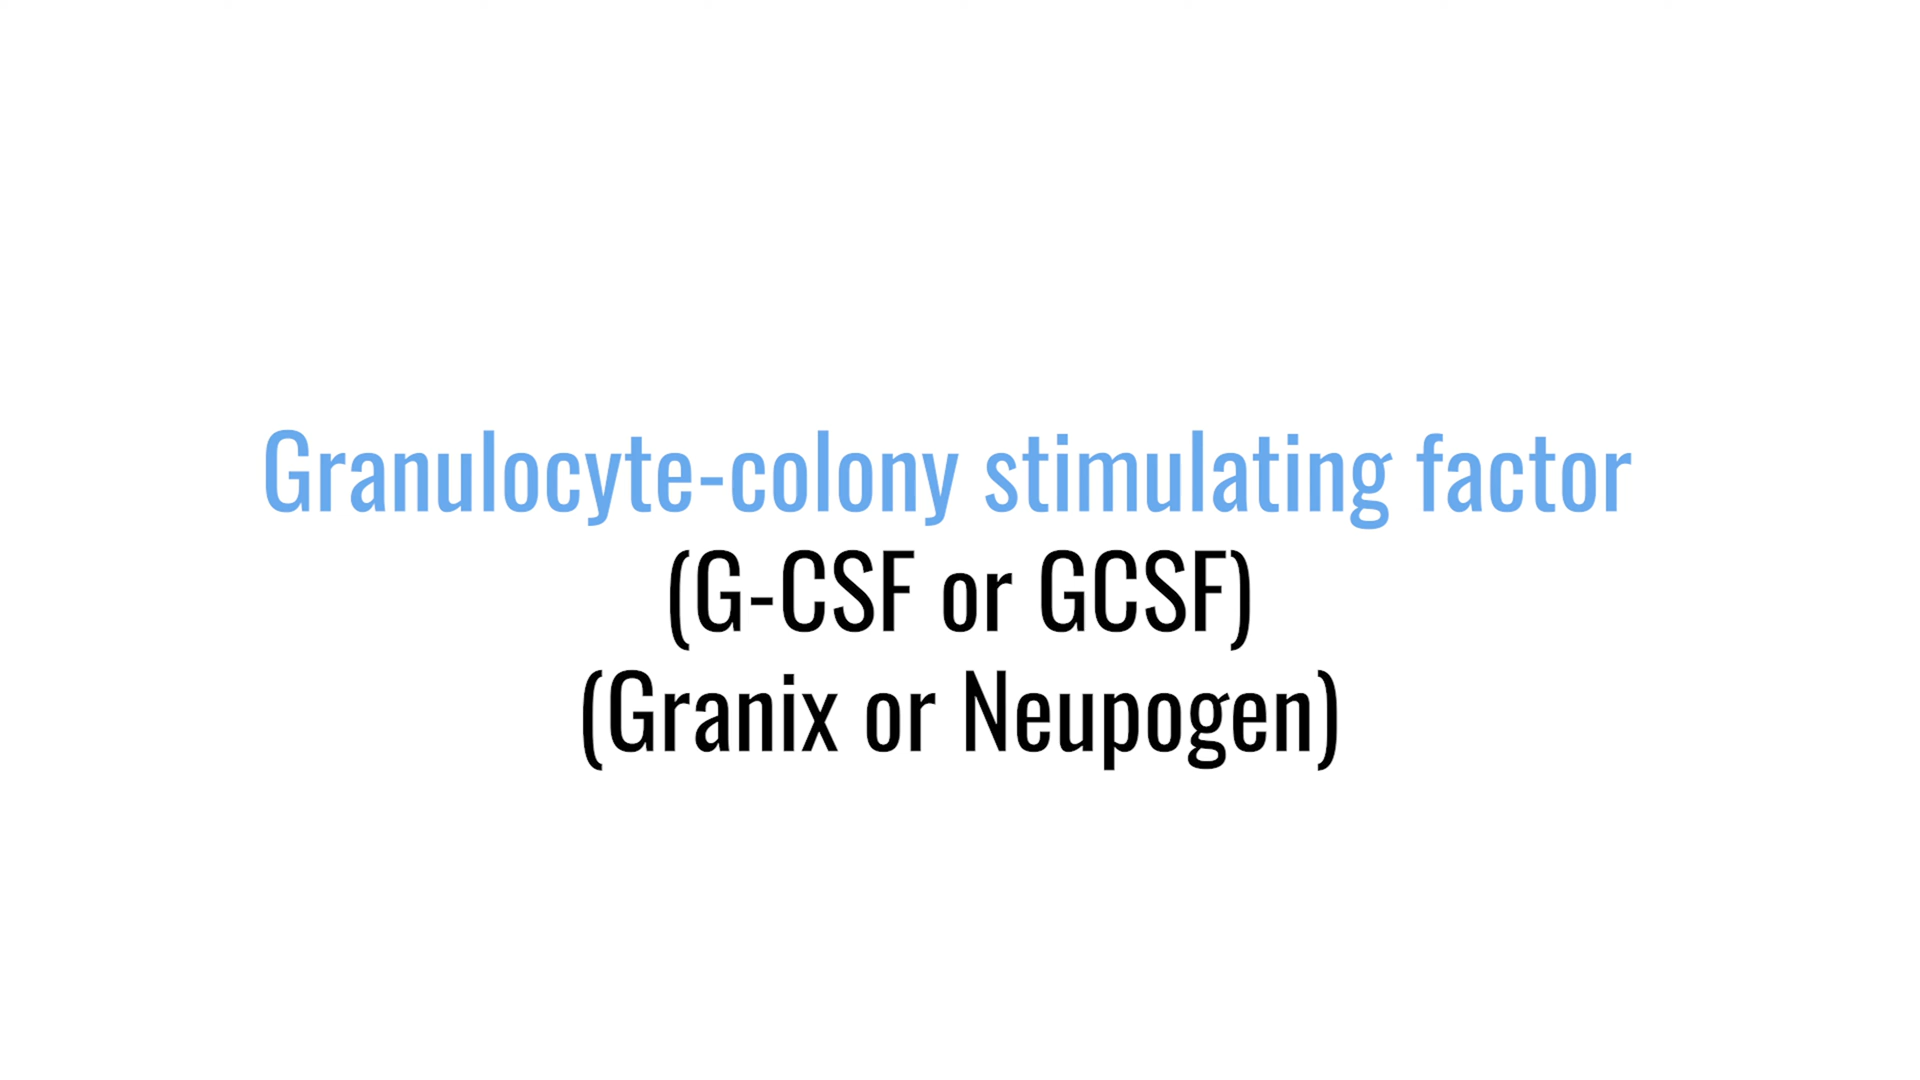 Granulocyte-colony stimulating factor
(G-CSF or GCSF)
(Granix or Neupogen)